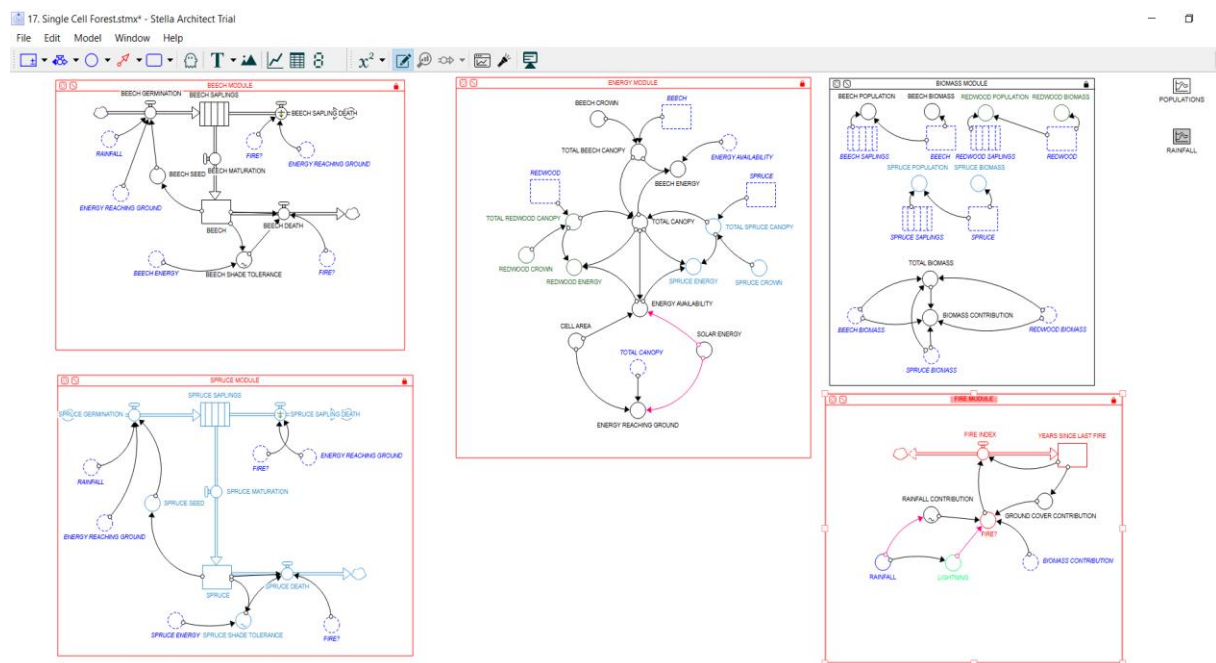 17. Single Cell Forest.stmx* - Stella Architect Trial
File Edit Model Window Help
BEECH MODULE
BEECH GERMINATION
BEECH SAPLINGS
BEECH SAPLING DEATH
RAINFALL
FIRE?
ENERGY REACHING GROUND
BEECH SEED
BEECH MATURATION
ENERGY REACHING GROUND
BEECH
BEECH DEATH
BEECH ENERGY
BEECH SHADE TOLERANCE
FIRE?
SPRUCE MODULE
SPRUCE SAPLINGS
SPRUCE GERMINATION
SPRUCE SAPLING DEATH
ENERGY REACHING GROUND
FIRE?
RAINFALL
SPRUCE MATURATION
SPRUCE SEED
ENERGY REACHING GROUND
SPRUCE DEATH
SPRUCE
SPRUCE ENERGY
SPRUCE SHADE TOLERANCE
FIRE?
ENERGY MODULE
BEECH CROWN
BEECH
TOTAL BEECH CANOPY
ENERGY AVAILABILITY
REDWOOD
BEECH ENERGY
SPRUCE
TOTAL REDWOOD CANOPY
TOTAL CANOPY
TOTAL SPRUCE CANOPY
REDWOOD CROWN
REDWOOD ENERGY
SPRUCE ENERGY
SPRUCE CROWN
ENERGY AVAILABILITY
CELL AREA
SOLAR ENERGY
TOTAL CANOPY
ENERGY REACHING GROUND
BIOMASS MODULE
BEECH POPULATION
BEECH BIOMASS
REDWOOD POPULATION
REDWOOD BIOMASS
BEECH SAPLINGS
BEECH
REDWOOD SAPLINGS
REDWOOD
SPRUCE POPULATION
SPRUCE BIOMASS
SPRUCE SAPLINGS
SPRUCE
TOTAL BIOMASS
BIOMASS CONTRIBUTION
BEECH BIOMASS
REDWOOD BIOMASS
SPRUCE BIOMASS
FIRE MODULE
FIRE INDEX
YEARS SINCE LAST FIRE
RAINFALL CONTRIBUTION
GROUND COVER CONTRIBUTION
FIRE?
RAINFALL
LIGHTNING
BIOMASS CONTRIBUTION
POPULATIONS
RAINFALL